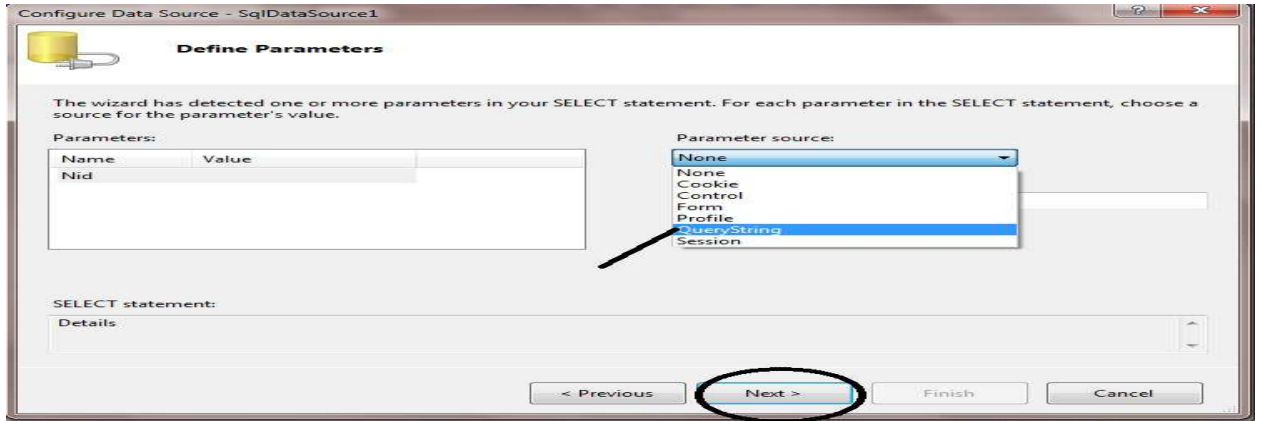 Configure Data Source - SqlDataSource1
Define Parameters
The wizard has detected one or more parameters in your SELECT statement. For each parameter in the SELECT statement, choose a
source for the parameter's value.
Parameters:
Name Value
Nid
Parameter source:
None
None
Cookie
Control
Form
Profile
QueryString
Session
SELECT statement:
Details
< Previous Next > Finish Cancel